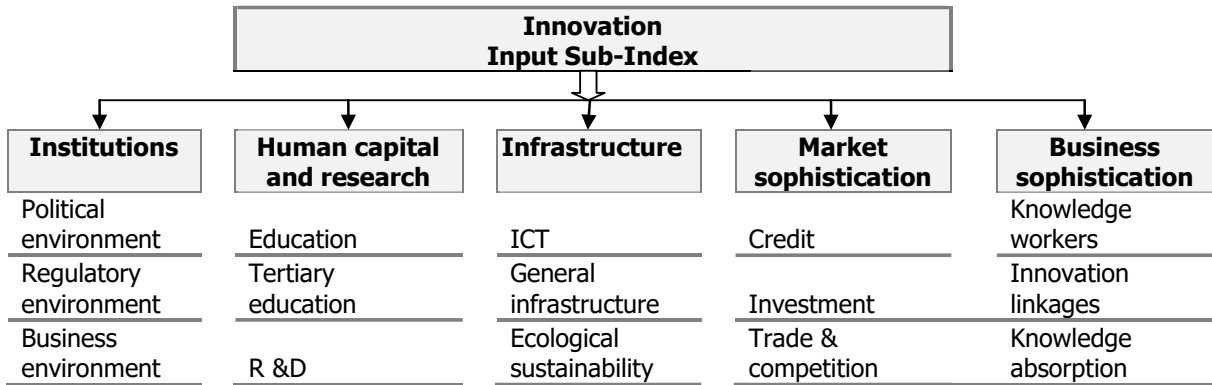 Innovation
Input Sub-Index
Institutions
Human capital
and research
Infrastructure
Market
sophistication
Business
sophistication
Political
environment
Education
ICT
Credit
Knowledge
workers
Regulatory
environment
Tertiary
education
General
infrastructure
Investment
Innovation
linkages
Business
environment
R &D
Ecological
sustainability
Trade &
competition
Knowledge
absorption